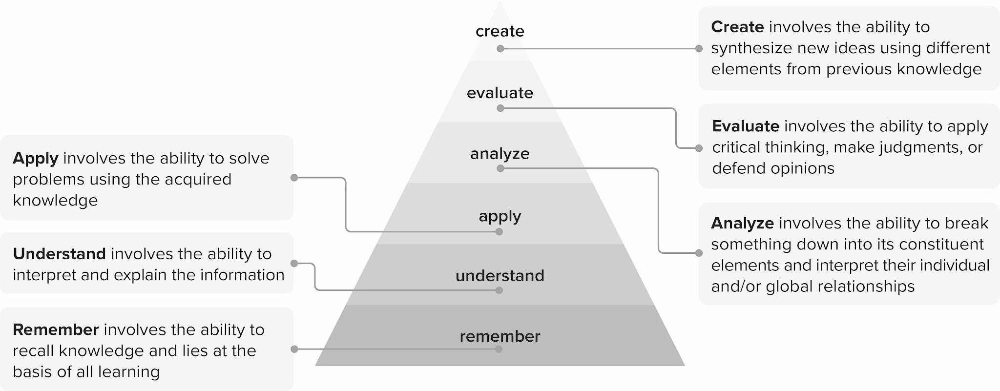 create
evaluate
analyze
apply
understand
remember
Apply involves the ability to solve
problems using the acquired
knowledge
Understand involves the ability to
interpret and explain the information
Remember involves the ability to
recall knowledge and lies at the
basis of all learning
Create involves the ability to
synthesize new ideas using different
elements from previous knowledge
Evaluate involves the ability to apply
critical thinking, make judgments, or
defend opinions
Analyze involves the ability to break
something down into its constituent
elements and interpret their individual
and/or global relationships